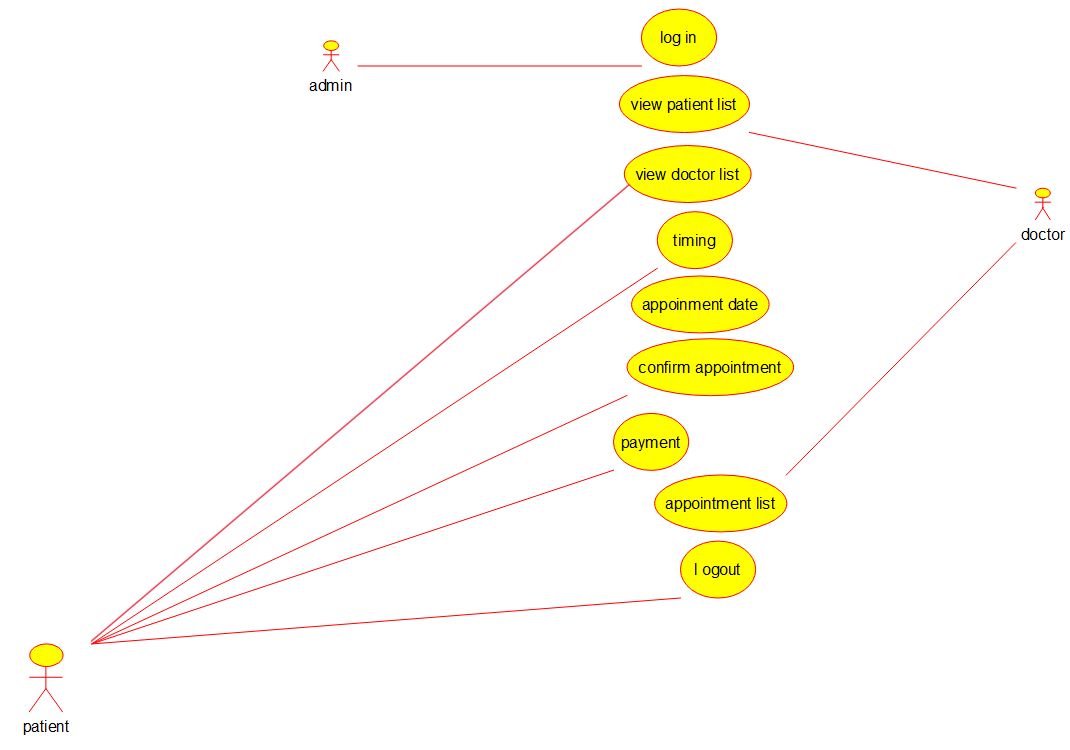 log in
admin
view patient list
view doctor list
doctor
timing
appoinment date
confirm appointment
payment
appointment list
l ogout
patient